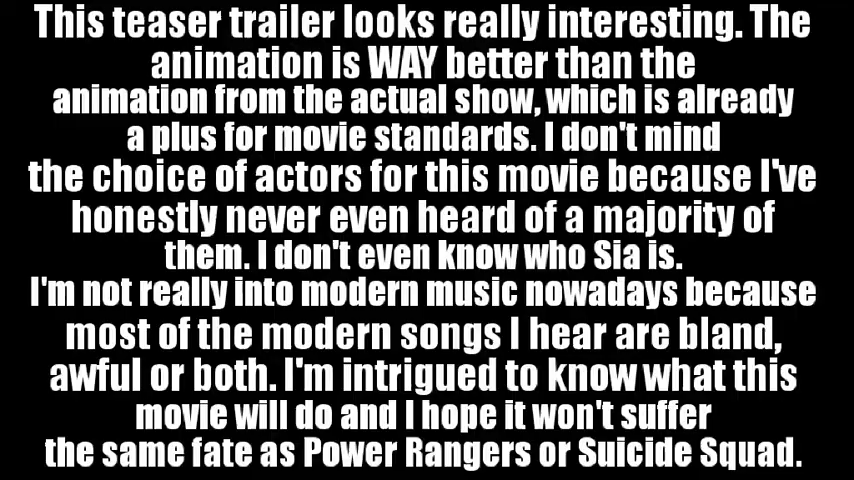 This teaser trailer looks really interesting. The
animation is WAY better than the
animation from the actual show, which is already
a plus for movie standards. I don't mind
the choice of actors for this movie because I've
honestly never even heard of a majority of
them. I don't even know who Sia is.
I'm not really into modern music nowadays because
most of the modern songs I hear are bland,
awful or both. I'm intrigued to know what this
movie will do and I hope it won't suffer
the same fate as Power Rangers or Suicide Squad.